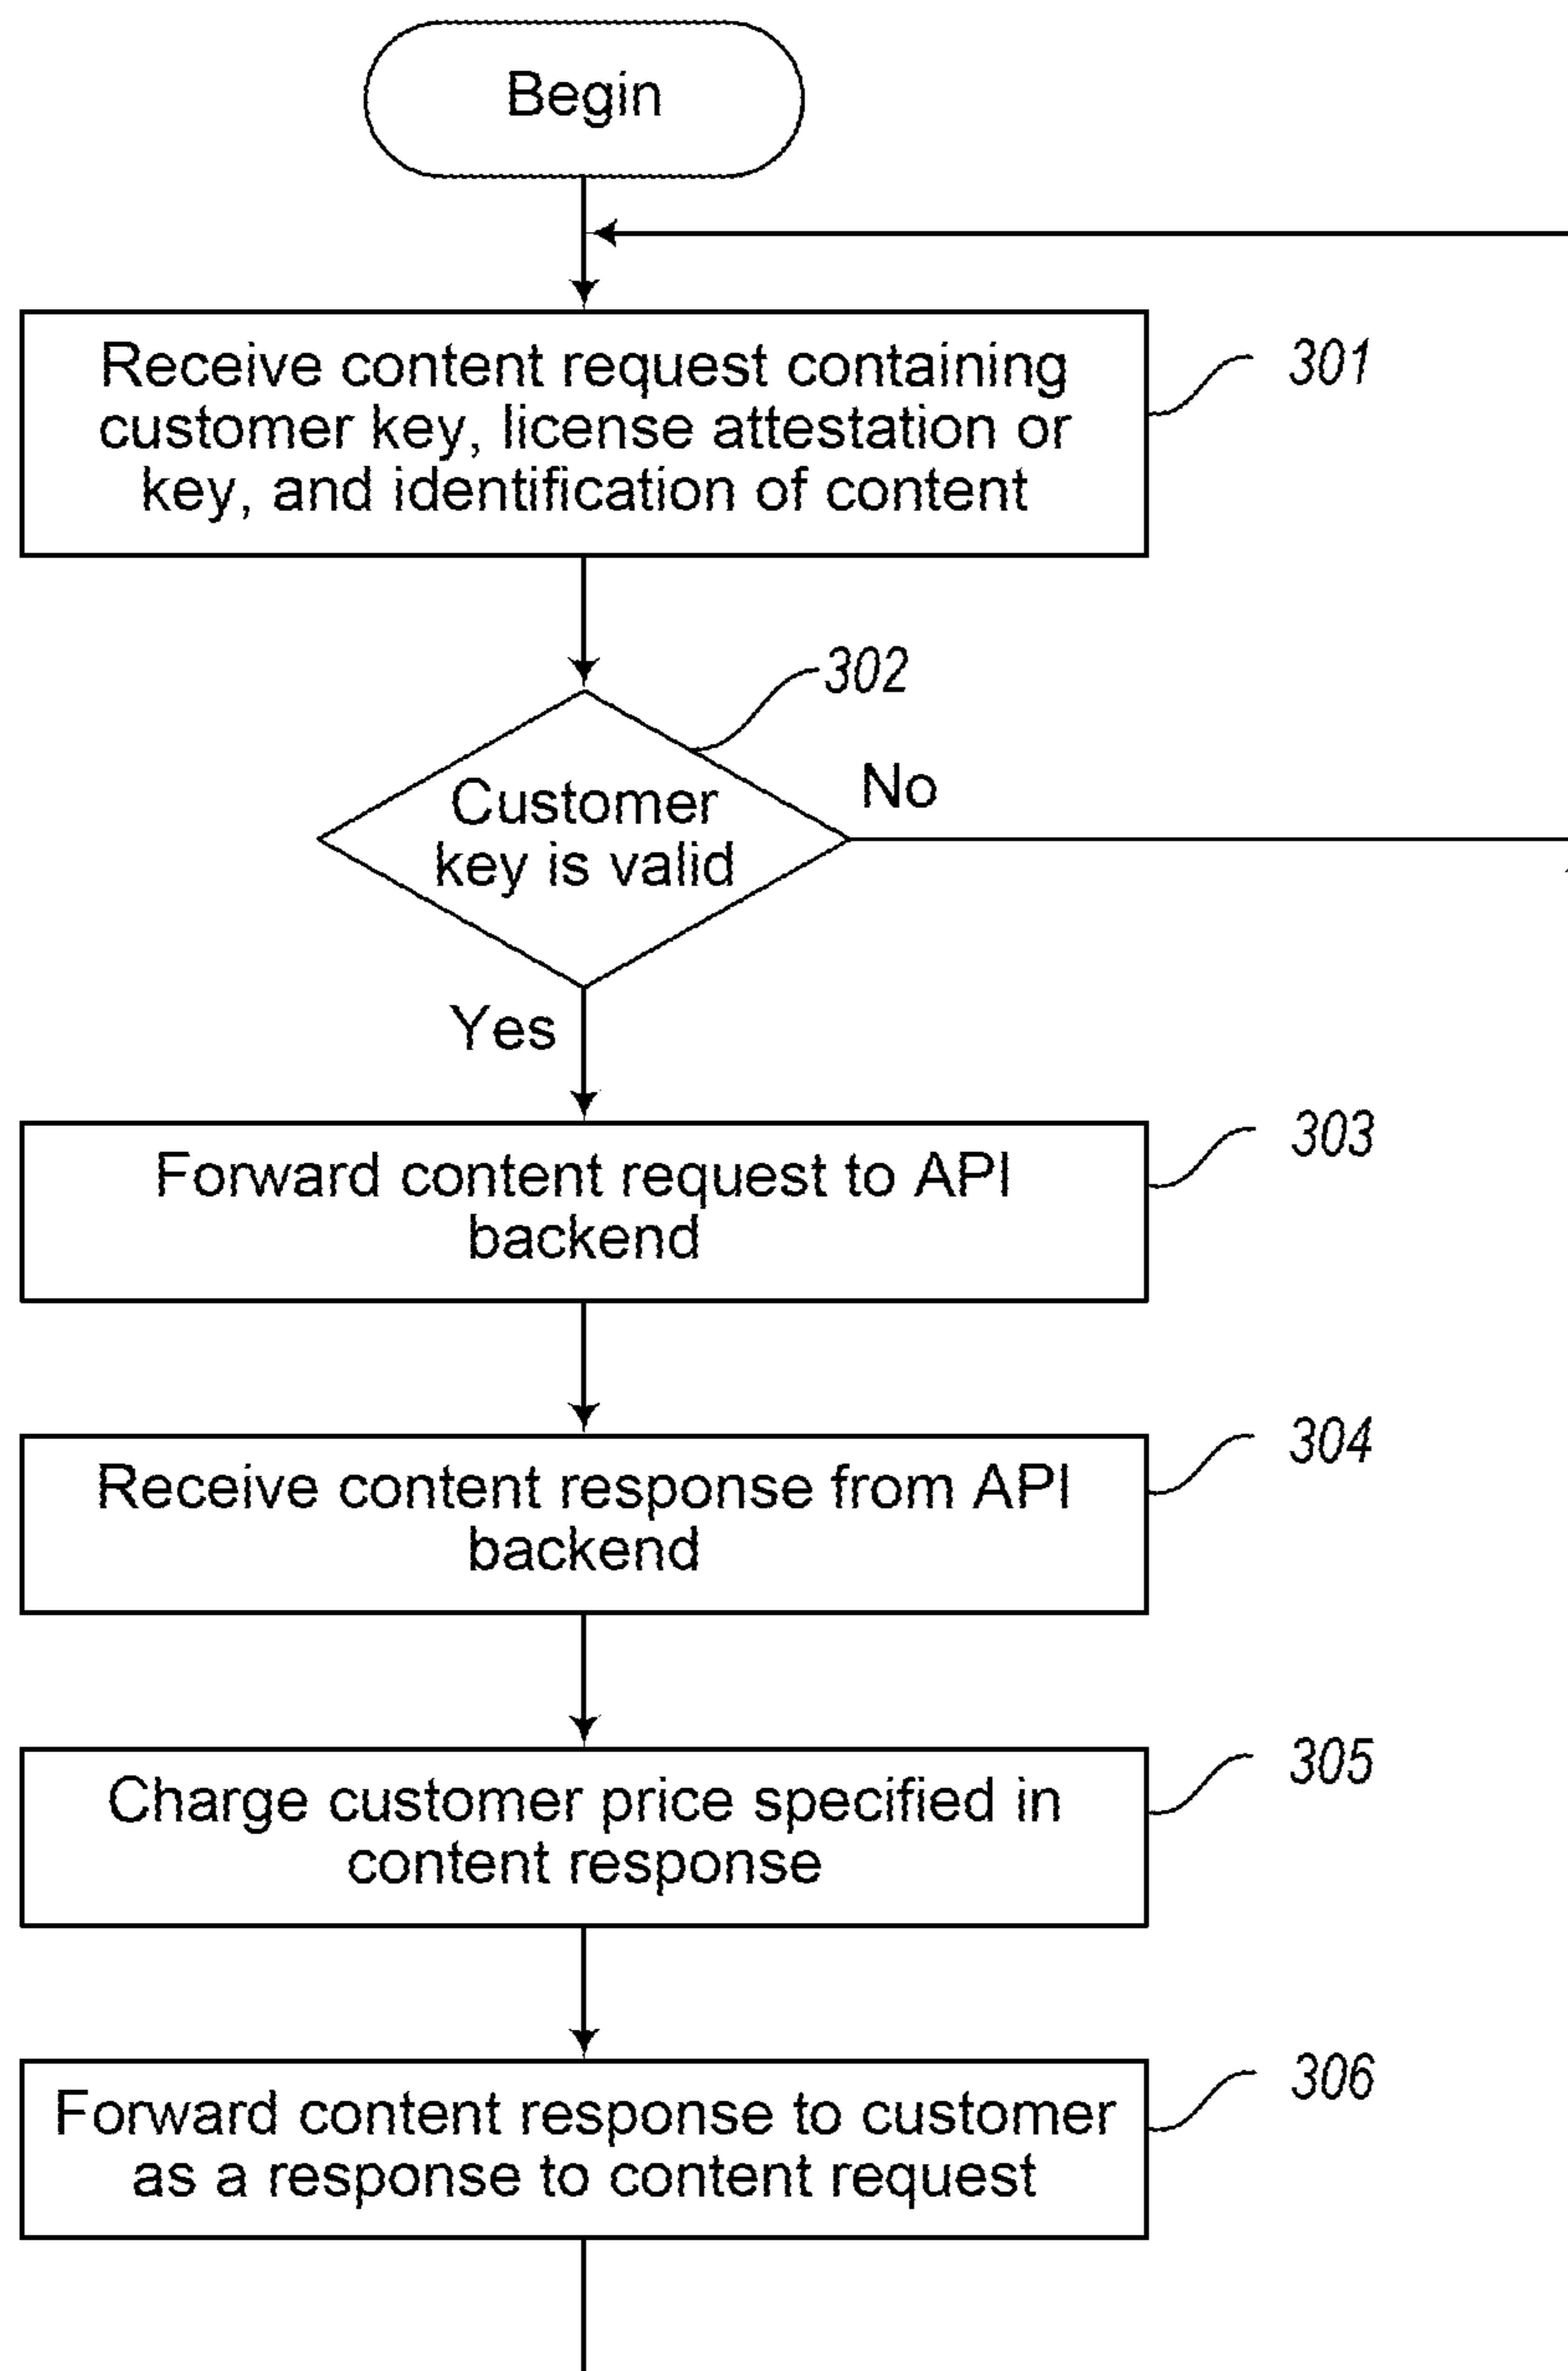 Begin
Receive content request containing
customer key, license attestation or
key, and identification of content
301
302
Customer
key is valid
No
Yes
Forward content request to API
backend
303
Receive content response from API
backend
304
Charge customer price specified in
content response
305
Forward content response to customer
as a response to content request
306